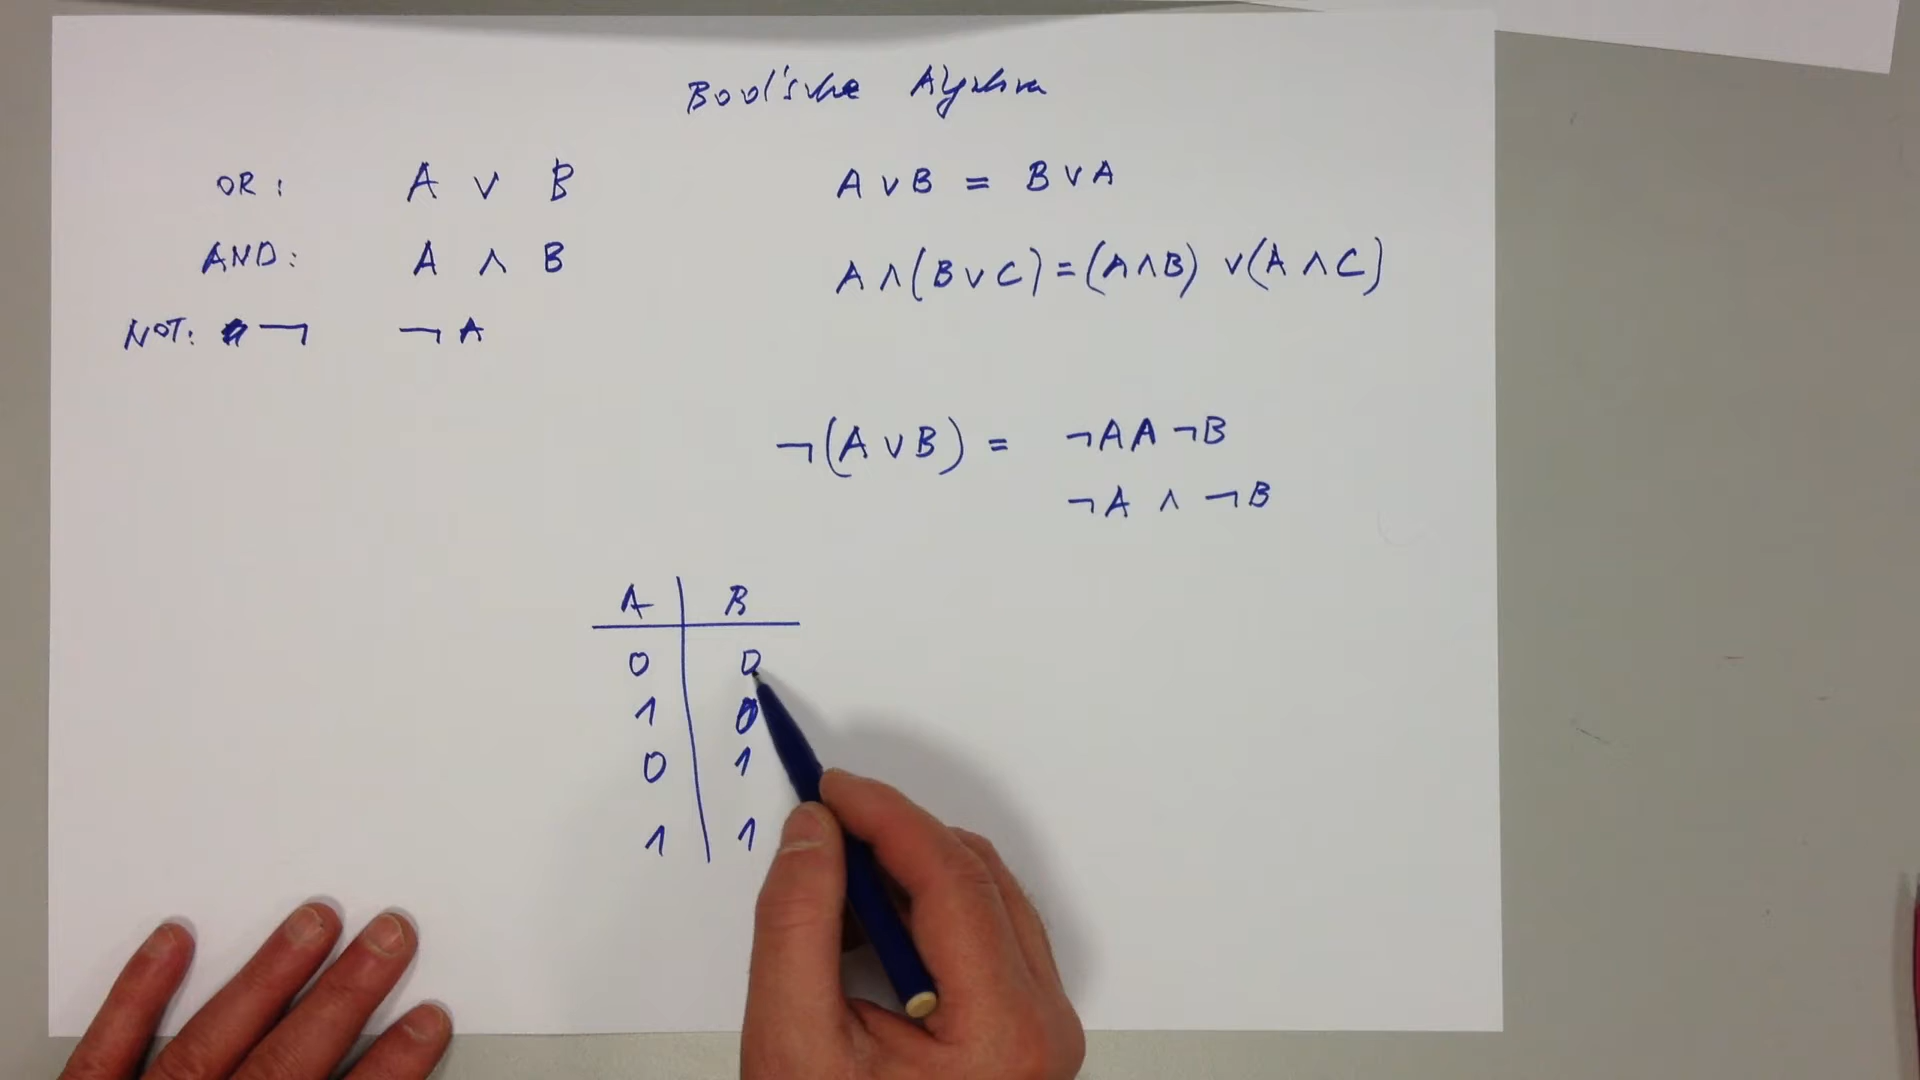 Bool'sche Algebra
OR: A ∨ B
AND: A ∧ B
NOT: ¬ ¬ A
A ∨ B = B ∨ A
A ∧ (B ∨ C) = (A ∧ B) ∨ (A ∧ C)
¬(A ∨ B) = ¬A A ¬B
¬A ∧ ¬B
A B
0 0
1 0
0 1
1 1